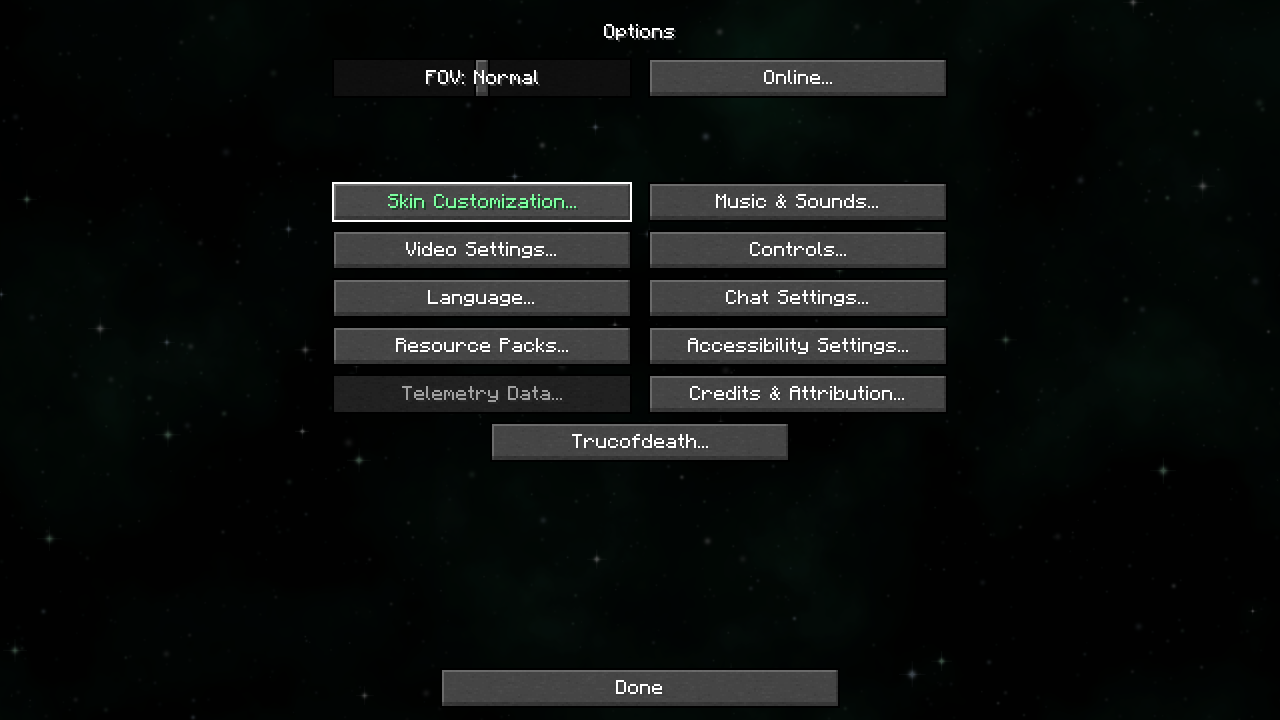 Options
FOV: Normal
Online...
Skin Customization...
Music & Sounds...
Video Settings...
Controls...
Language...
Chat Settings...
Resource Packs...
Accessibility Settings...
Telemetry Data...
Credits & Attribution...
Trucofdeath...
Done